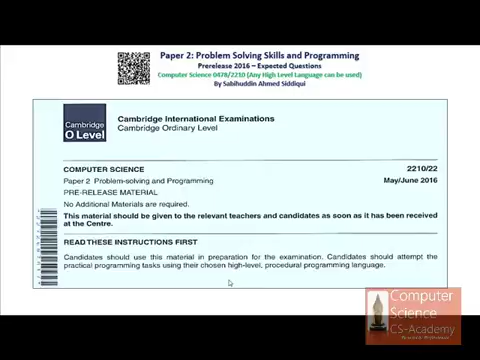 Paper 2: Problem Solving Skills and Programming
Prerelease 2016 – Expected Questions
Computer Science 0478/2210 (Any High Level Language can be used)
By Sabihuddin Ahmed Siddiqui
Cambridge International Examinations
Cambridge Ordinary Level
Cambridge
O Level
COMPUTER SCIENCE 2210/22
Paper 2 Problem-solving and Programming May/June 2016
PRE-RELEASE MATERIAL
No Additional Materials are required.
This material should be given to the relevant teachers and candidates as soon as it has been received
at the Centre.
READ THESE INSTRUCTIONS FIRST
Candidates should use this material in preparation for the examination. Candidates should attempt the
practical programming tasks using their chosen high-level, procedural programming language.
Computer
Science
CS-Academy